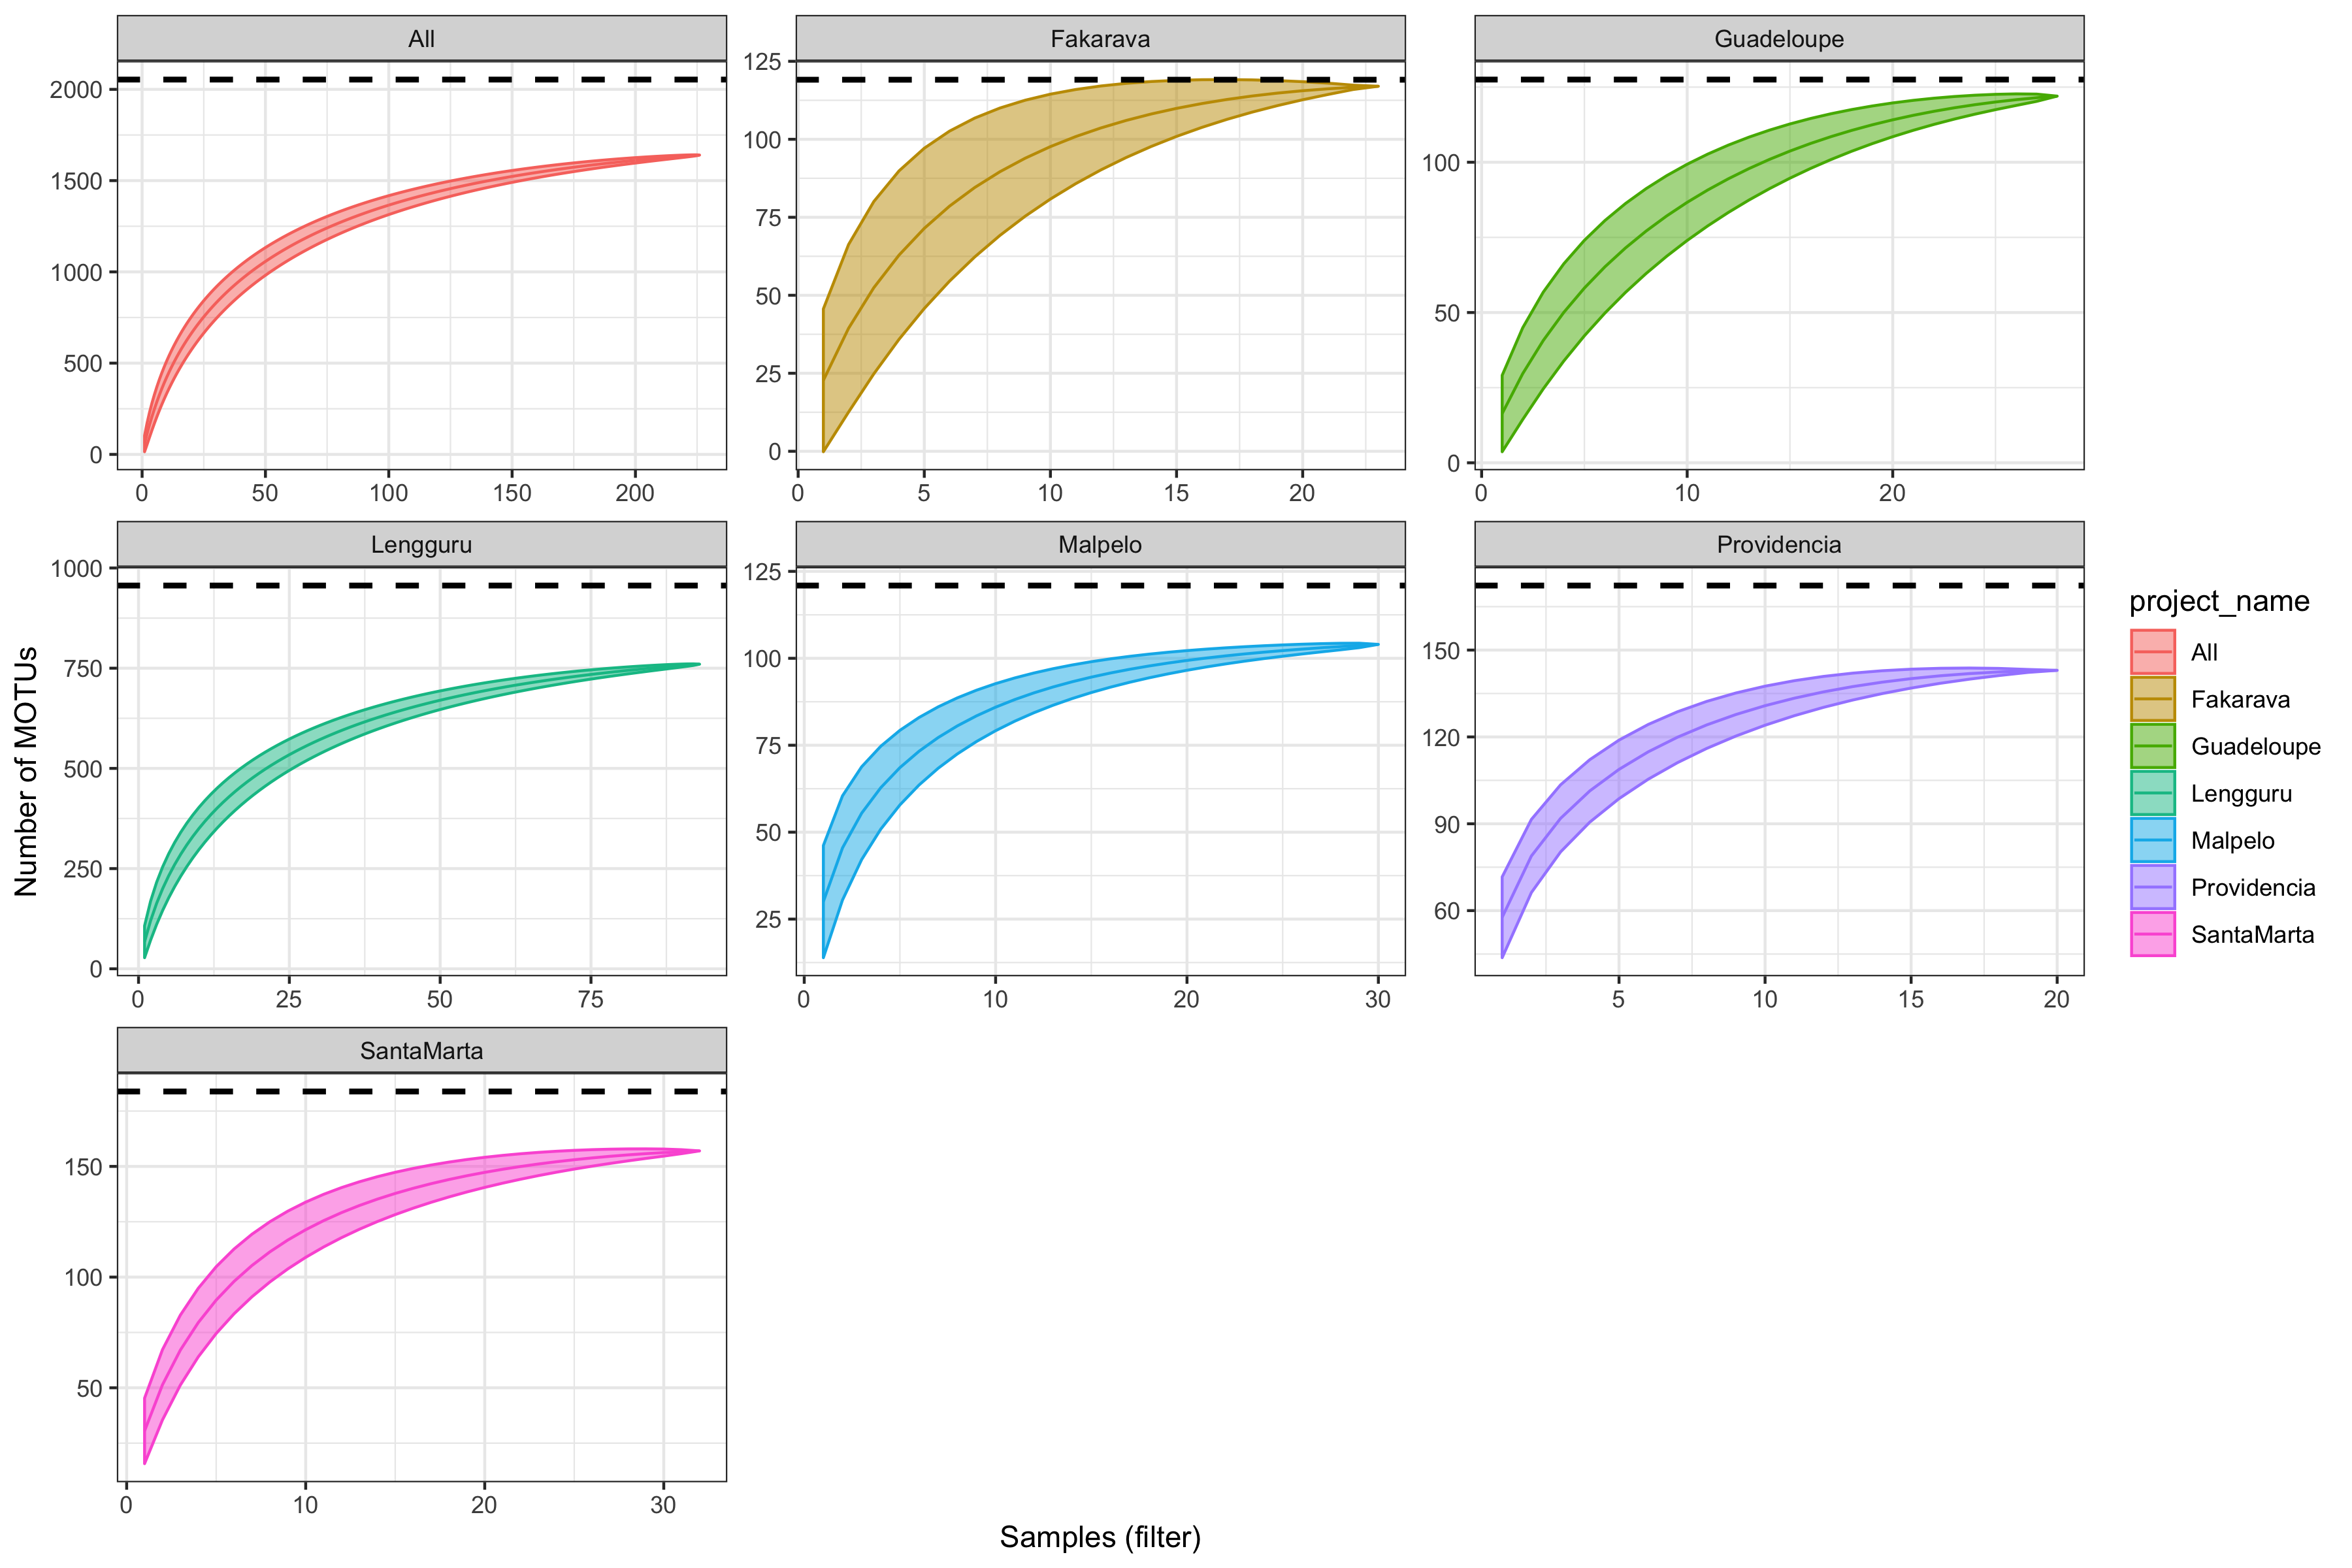 All
Fakarava
Guadeloupe
2000
1500
1000
500
0
0 50 100 150 200
125
100
75
50
25
0
0 5 10 15 20
100
50
0
0 10 20
Lengguru
Malpelo
Providencia
1000
750
500
250
0
0 25 50 75
125
100
75
50
25
0 10 20 30
150
120
90
60
5 10 15 20
SantaMarta
150
100
50
0 10 20 30
Number of MOTUs
Samples (filter)
project_name
All
Fakarava
Guadeloupe
Lengguru
Malpelo
Providencia
SantaMarta